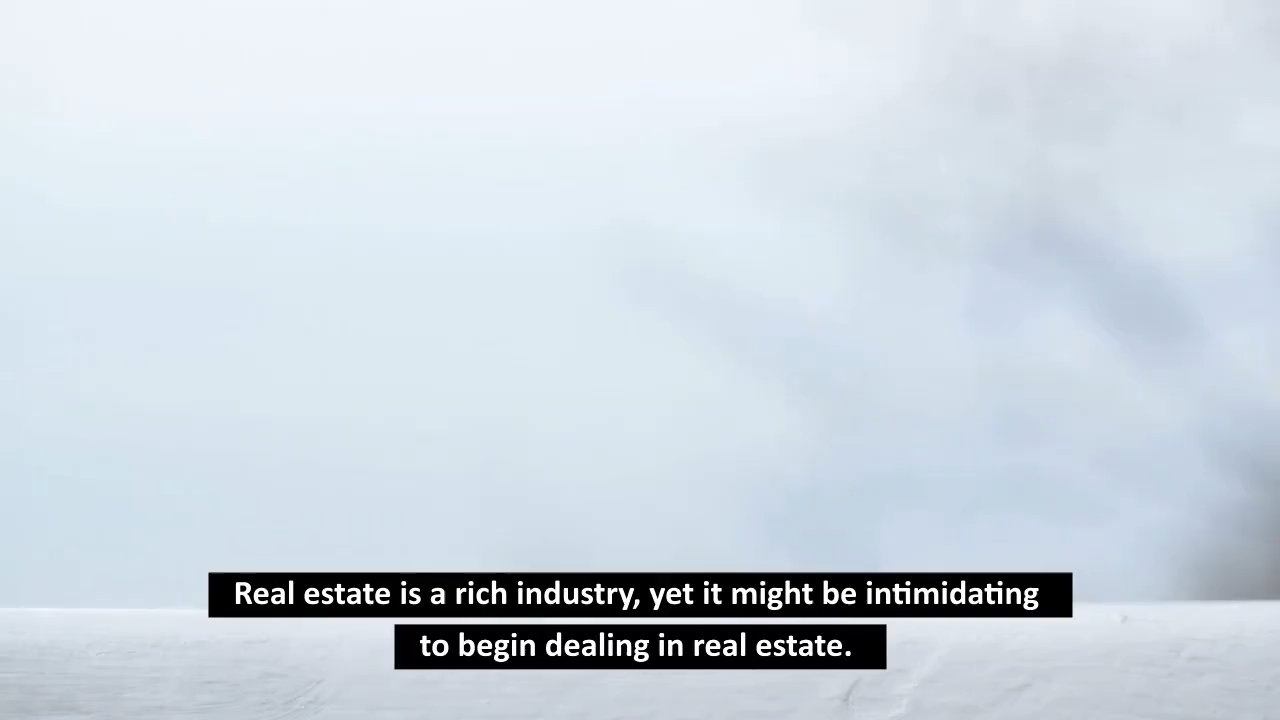 Real estate is a rich industry, yet it might be intimidating
to begin dealing in real estate.